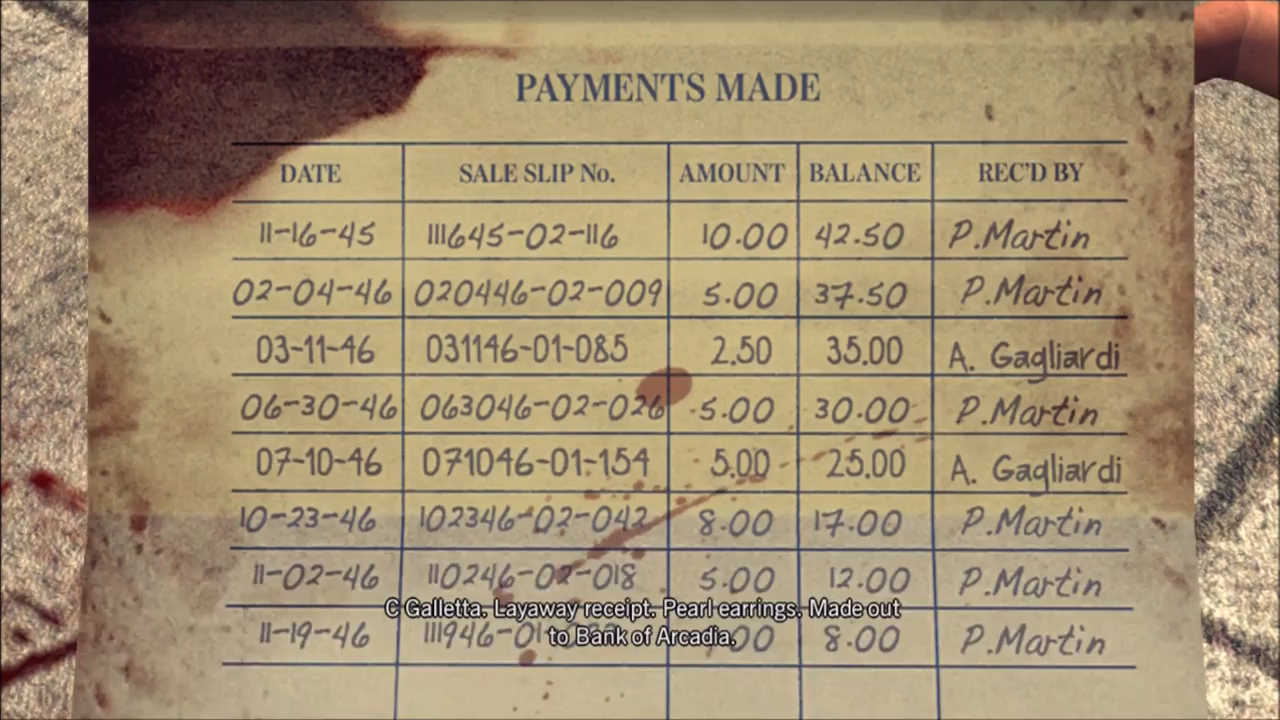 PAYMENTS MADE
DATE SALE SLIP No. AMOUNT BALANCE REC'D BY
11-16-45 111645-02-116 10.00 42.50 P.Martin
02-04-46 020446-02-009 5.00 37.50 P.Martin
03-11-46 031146-01-085 2.50 35.00 A. Gagliardi
06-30-46 063046-02-026 5.00 30.00 P.Martin
07-10-46 071046-01-154 5.00 25.00 A. Gagliardi
10-23-46 102346-02-042 8.00 17.00 P.Martin
11-02-46 110246-02-018 5.00 12.00 P.Martin
C Galletta. Layaway receipt. Pearl earrings. Made out
to Bank of Arcadia.
11-19-46 8.00 P.Martin